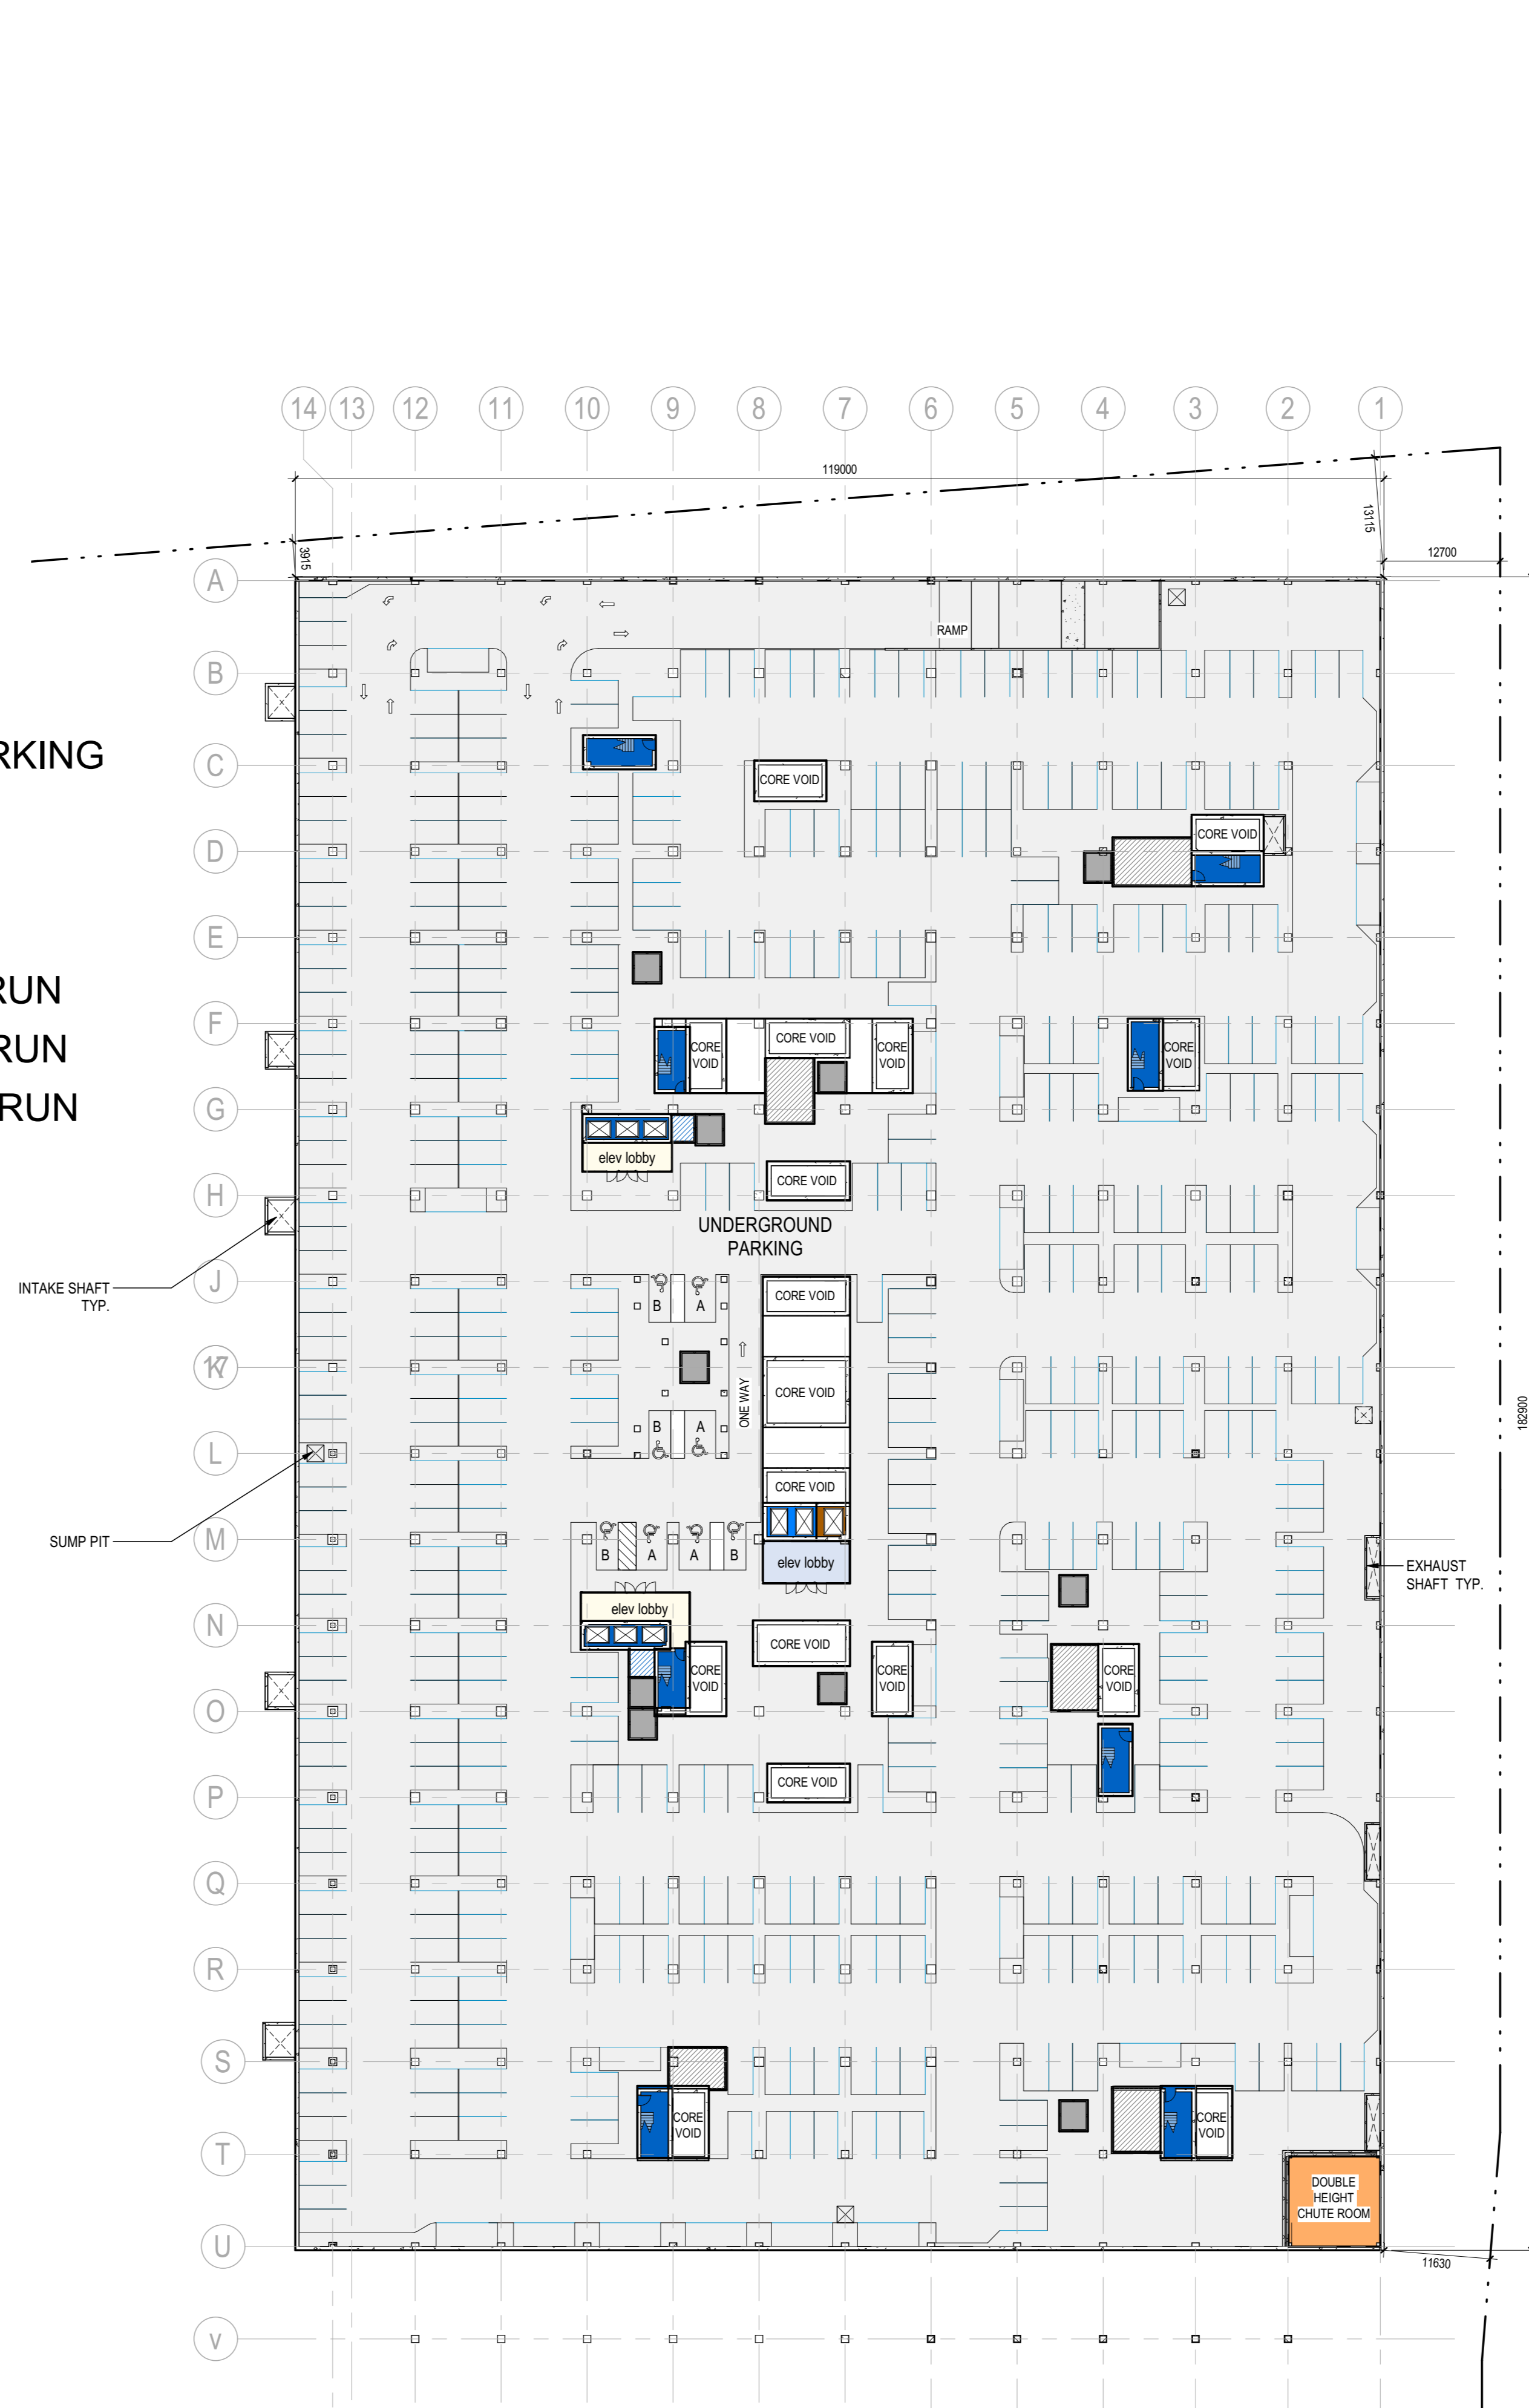 14 13 12 11 10 9 8 7 6 5 4 3 2 1
119000
13115
3915
12700
A
RAMP
B
RKING
C
CORE VOID
CORE VOID
D
E
RUN
F
CORE VOID
CORE
VOID
CORE
VOID
CORE
VOID
RUN
G
RUN
elev lobby
CORE VOID
H
UNDERGROUND
PARKING
J
INTAKE SHAFT
TYP.
B
A
CORE VOID
17
K
CORE VOID
ONE WAY
182900
B
A
L
CORE VOID
M
SUMP PIT
B
A
A
B
elev lobby
EXHAUST
SHAFT TYP.
elev lobby
N
CORE VOID
CORE
VOID
CORE
VOID
CORE
VOID
O
CORE VOID
P
Q
R
S
CORE
VOID
CORE
VOID
T
DOUBLE
HEIGHT
CHUTE ROOM
U
11630
v